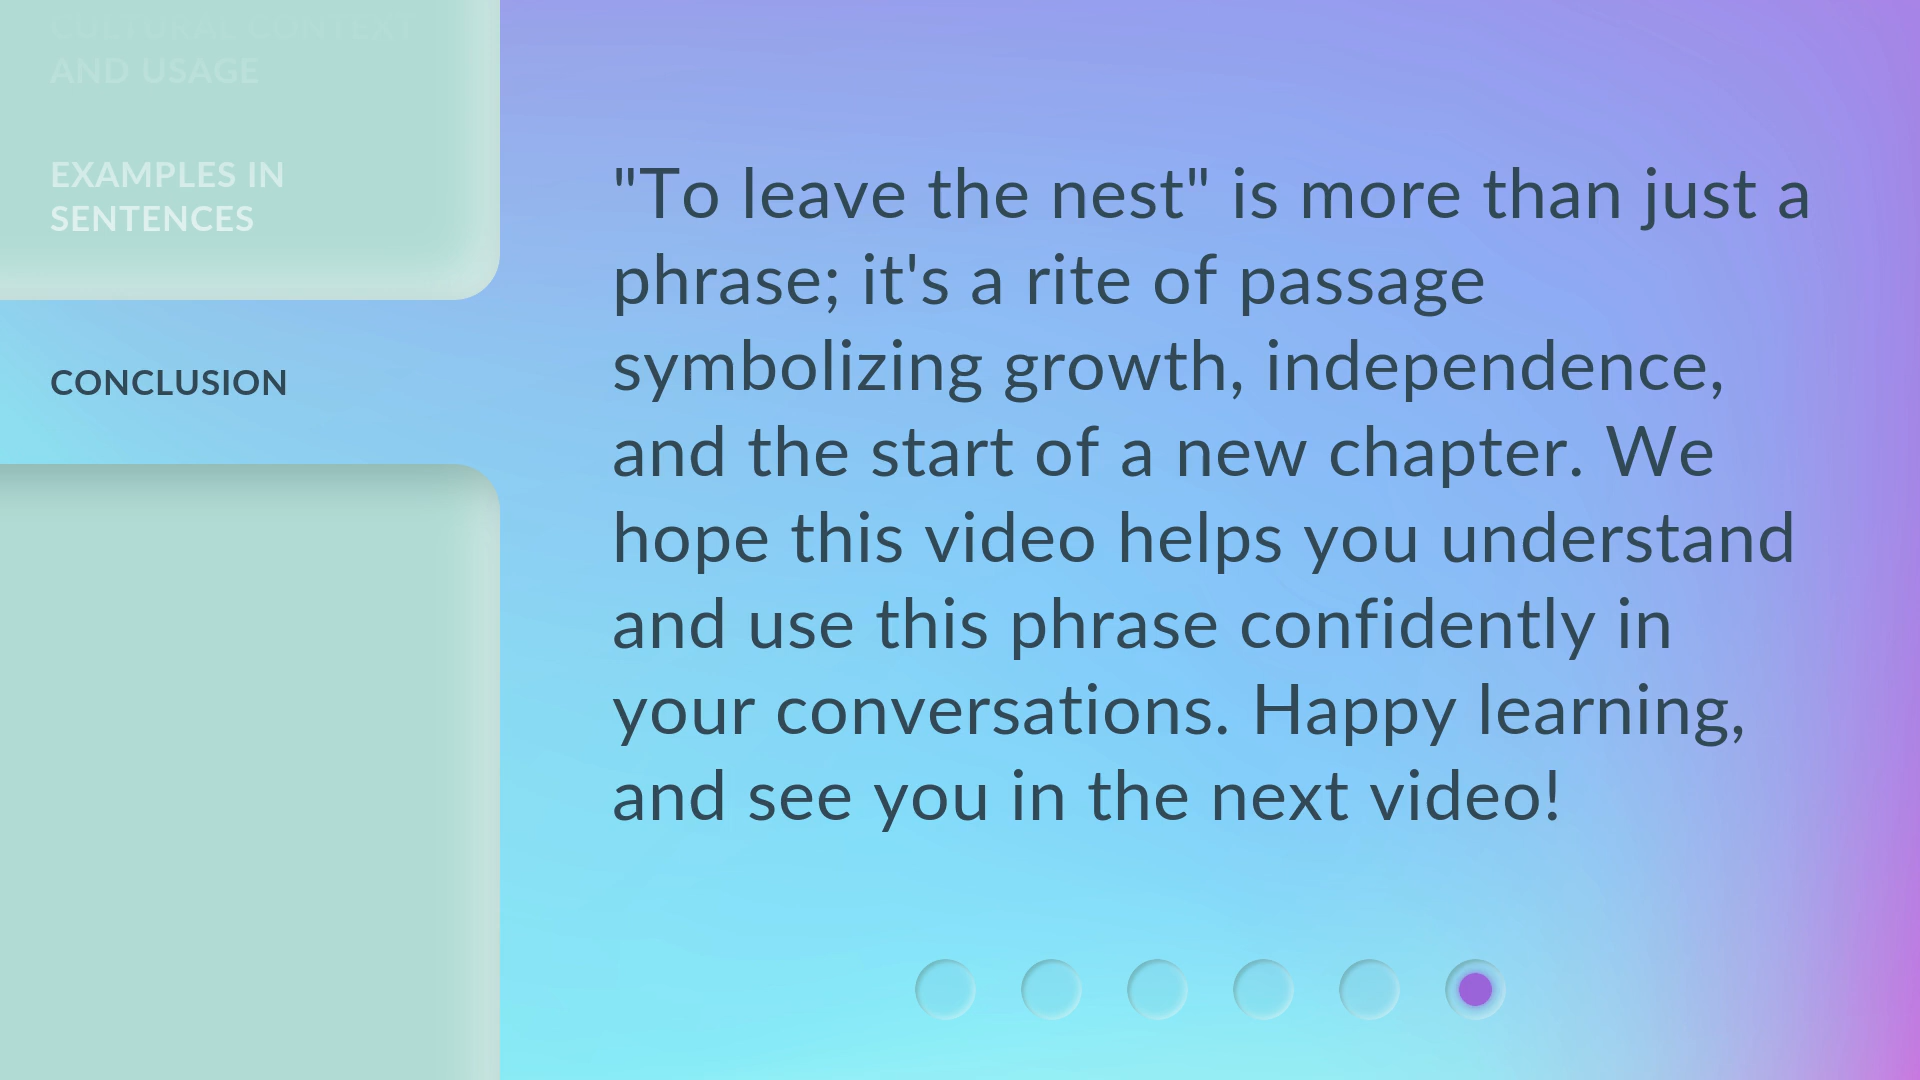 CULTURAL CONTEXT
AND USAGE
EXAMPLES IN
SENTENCES
CONCLUSION
"To leave the nest" is more than just a
phrase; it's a rite of passage
symbolizing growth, independence,
and the start of a new chapter. We
hope this video helps you understand
and use this phrase confidently in
your conversations. Happy learning,
and see you in the next video!